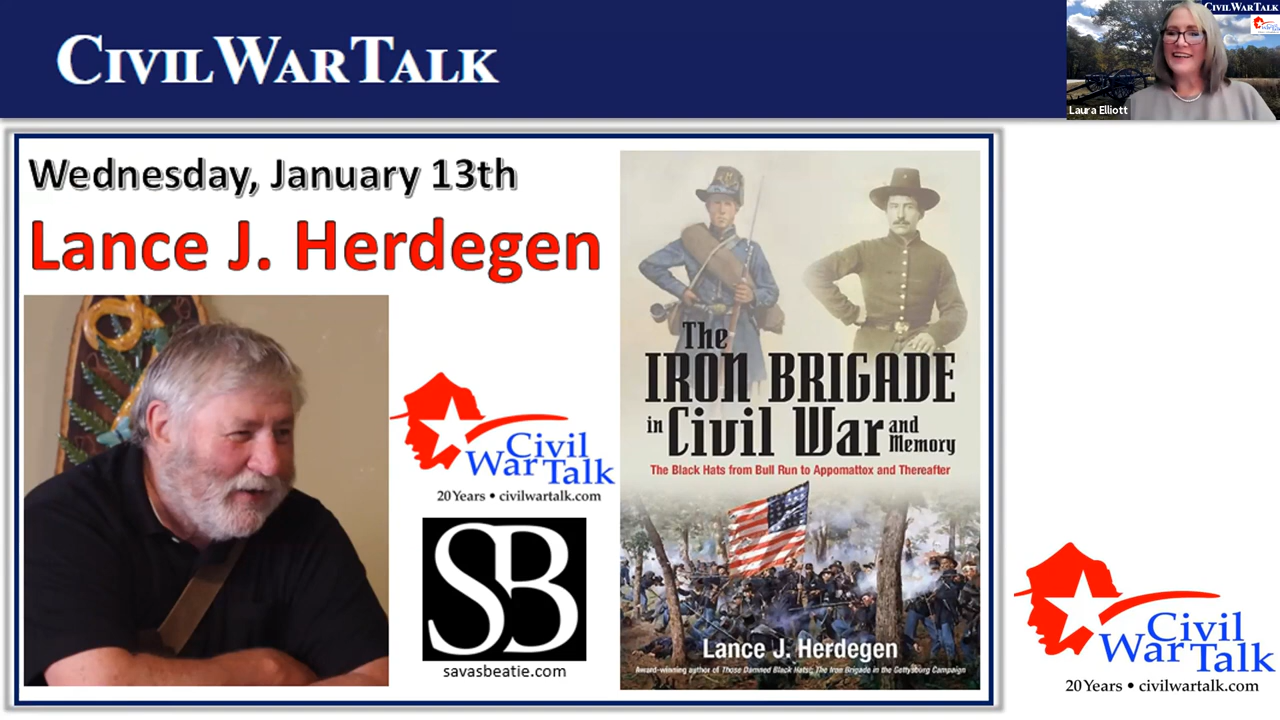 CIVIL WAR TALK
CIVIL WAR TALK
Laura Elliott
Wednesday, January 13th
Lance J. Herdegen
The
IRON BRIGADE
in Civil War and Memory
The Black Hats from Bull Run to Appomattox and Thereafter
Lance J. Herdegen
Award-winning author of Those Damned Black Hats! The Iron Brigade in the Gettysburg Campaign
Civil
War Talk
20 Years • civilwartalk.com
SB
savasbeatie.com
Civil
War Talk
20 Years • civilwartalk.com